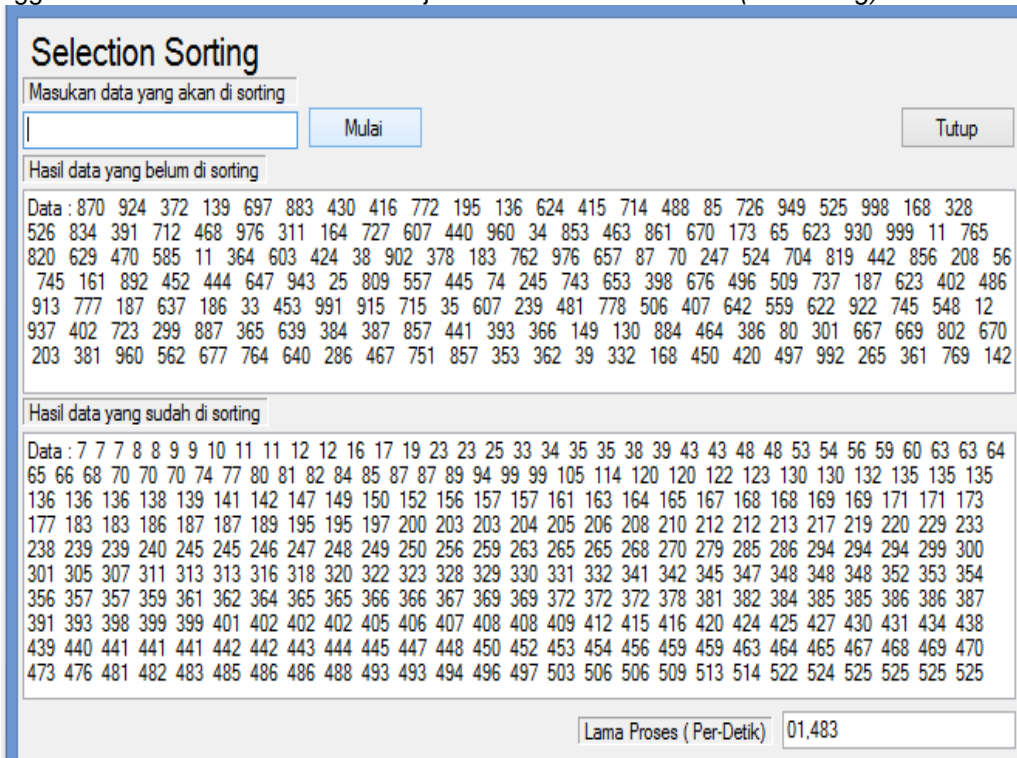 Selection Sorting
Masukan data yang akan di sorting
Mulai
Tutup
Hasil data yang belum di sorting
Data : 870 924 372 139 697 883 430 416 772 195 136 624 415 714 488 85 726 949 525 998 168 328
526 834 391 712 468 976 311 164 727 607 440 960 34 853 463 861 670 173 65 623 930 999 11 765
820 629 470 585 11 364 603 424 38 902 378 183 762 976 657 87 70 247 524 704 819 442 856 208 56
745 161 892 452 444 647 943 25 809 557 445 74 245 743 653 398 676 496 509 737 187 623 402 486
913 777 187 637 186 33 453 991 915 715 35 607 239 481 778 506 407 642 559 622 922 745 548 12
937 402 723 299 887 365 639 384 387 857 441 393 366 149 130 884 464 386 80 301 667 669 802 670
203 381 960 562 677 764 640 286 467 751 857 353 362 39 332 168 450 420 497 992 265 361 769 142
Hasil data yang sudah di sorting
Data : 7 7 7 8 8 9 9 10 11 11 12 12 16 17 19 23 23 25 33 34 35 35 38 39 43 43 48 48 53 54 56 59 60 63 63 64
65 66 68 70 70 70 74 77 80 81 82 84 85 87 87 89 94 99 99 105 114 120 120 122 123 130 130 132 135 135 135
136 136 136 138 139 141 142 147 149 150 152 156 157 157 161 163 164 165 167 168 168 169 169 171 171 173
177 183 183 186 187 187 189 195 195 197 200 203 203 204 205 206 208 210 212 212 213 217 219 220 229 233
238 239 239 240 245 245 246 247 248 249 250 256 259 263 265 265 268 270 279 285 286 294 294 294 299 300
301 305 307 311 313 313 316 318 320 322 323 328 329 330 331 332 341 342 345 347 348 348 348 352 353 354
356 357 357 359 361 362 364 365 365 366 366 367 369 369 372 372 372 378 381 382 384 385 385 386 386 387
391 393 398 399 399 401 402 402 402 405 406 407 408 408 409 412 415 416 420 424 425 427 430 431 434 438
439 440 441 441 441 442 442 443 444 445 447 448 450 452 453 454 456 459 459 463 464 465 467 468 469 470
473 476 481 482 483 485 486 486 488 493 493 494 496 497 503 506 506 509 513 514 522 524 525 525 525 525
Lama Proses ( Per-Detik) 01,483